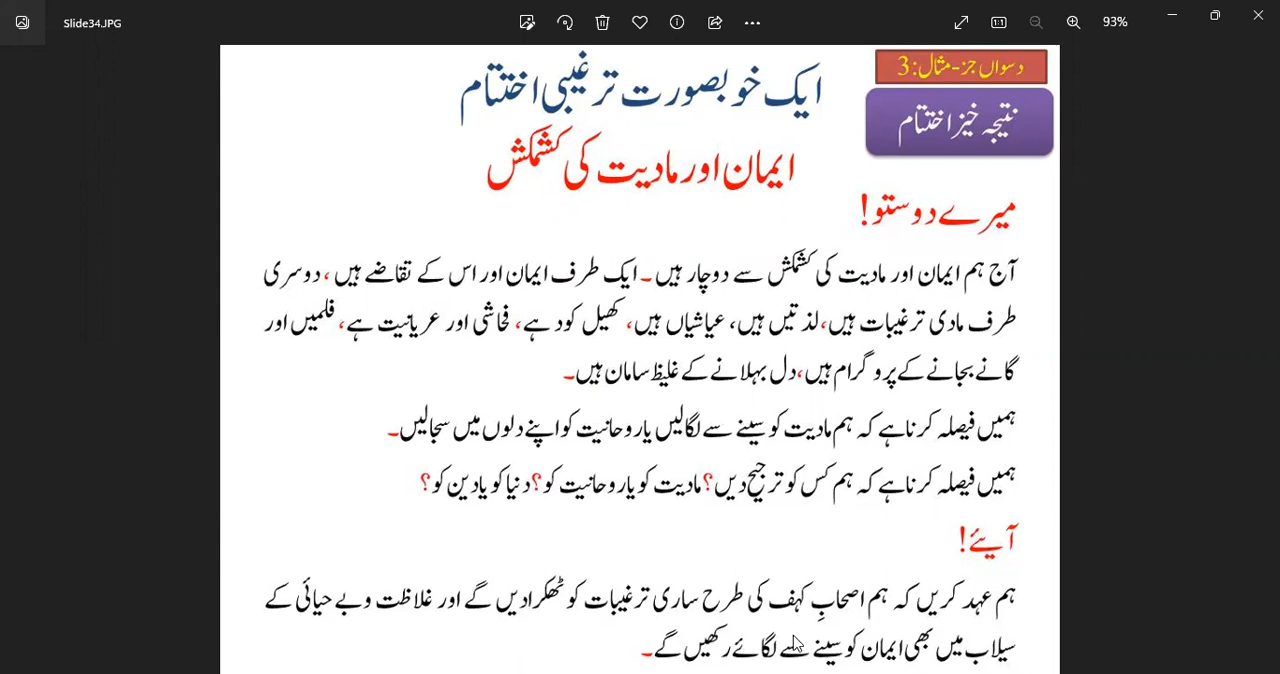 Slide34.JPG
93%
دسواں جز-مثال:3
نتیجہ خیز اختتام
ایک خوبصورت ترغیبی اختتام
ایمان اور مادیت کی کشمکش
میرے دوستو!
آج ہم ایمان اور مادیت کی کشمکش سے دوچار ہیں۔ ایک طرف ایمان اور اس کے تقاضے ہیں، دوسری
طرف مادی ترغیبات ہیں،لذتیں ہیں، عیاشیاں ہیں، کھیل کود ہے، فحاشی اور عریانیت ہے، فلمیں اور
گانے بجانے کے پروگرام ہیں،دل بہلانے کے غلیظ سامان ہیں۔
ہمیں فیصلہ کرنا ہے کہ ہم مادیت کو سینے سے لگالیں یا روحانیت کو اپنے دلوں میں سجالیں۔
ہمیں فیصلہ کرنا ہے کہ ہم کس کو ترجیح دیں؟ مادیت کو یا روحانیت کو؟ دنیا کو یا دین کو؟
آیئے!
ہم عہد کریں کہ ہم اصحابِ کہف کی طرح ساری ترغیبات کو ٹھکرادیں گے اور غلاظت و بے حیائی کے
سیلاب میں بھی ایمان کو سینے سے لگائے رکھیں گے۔